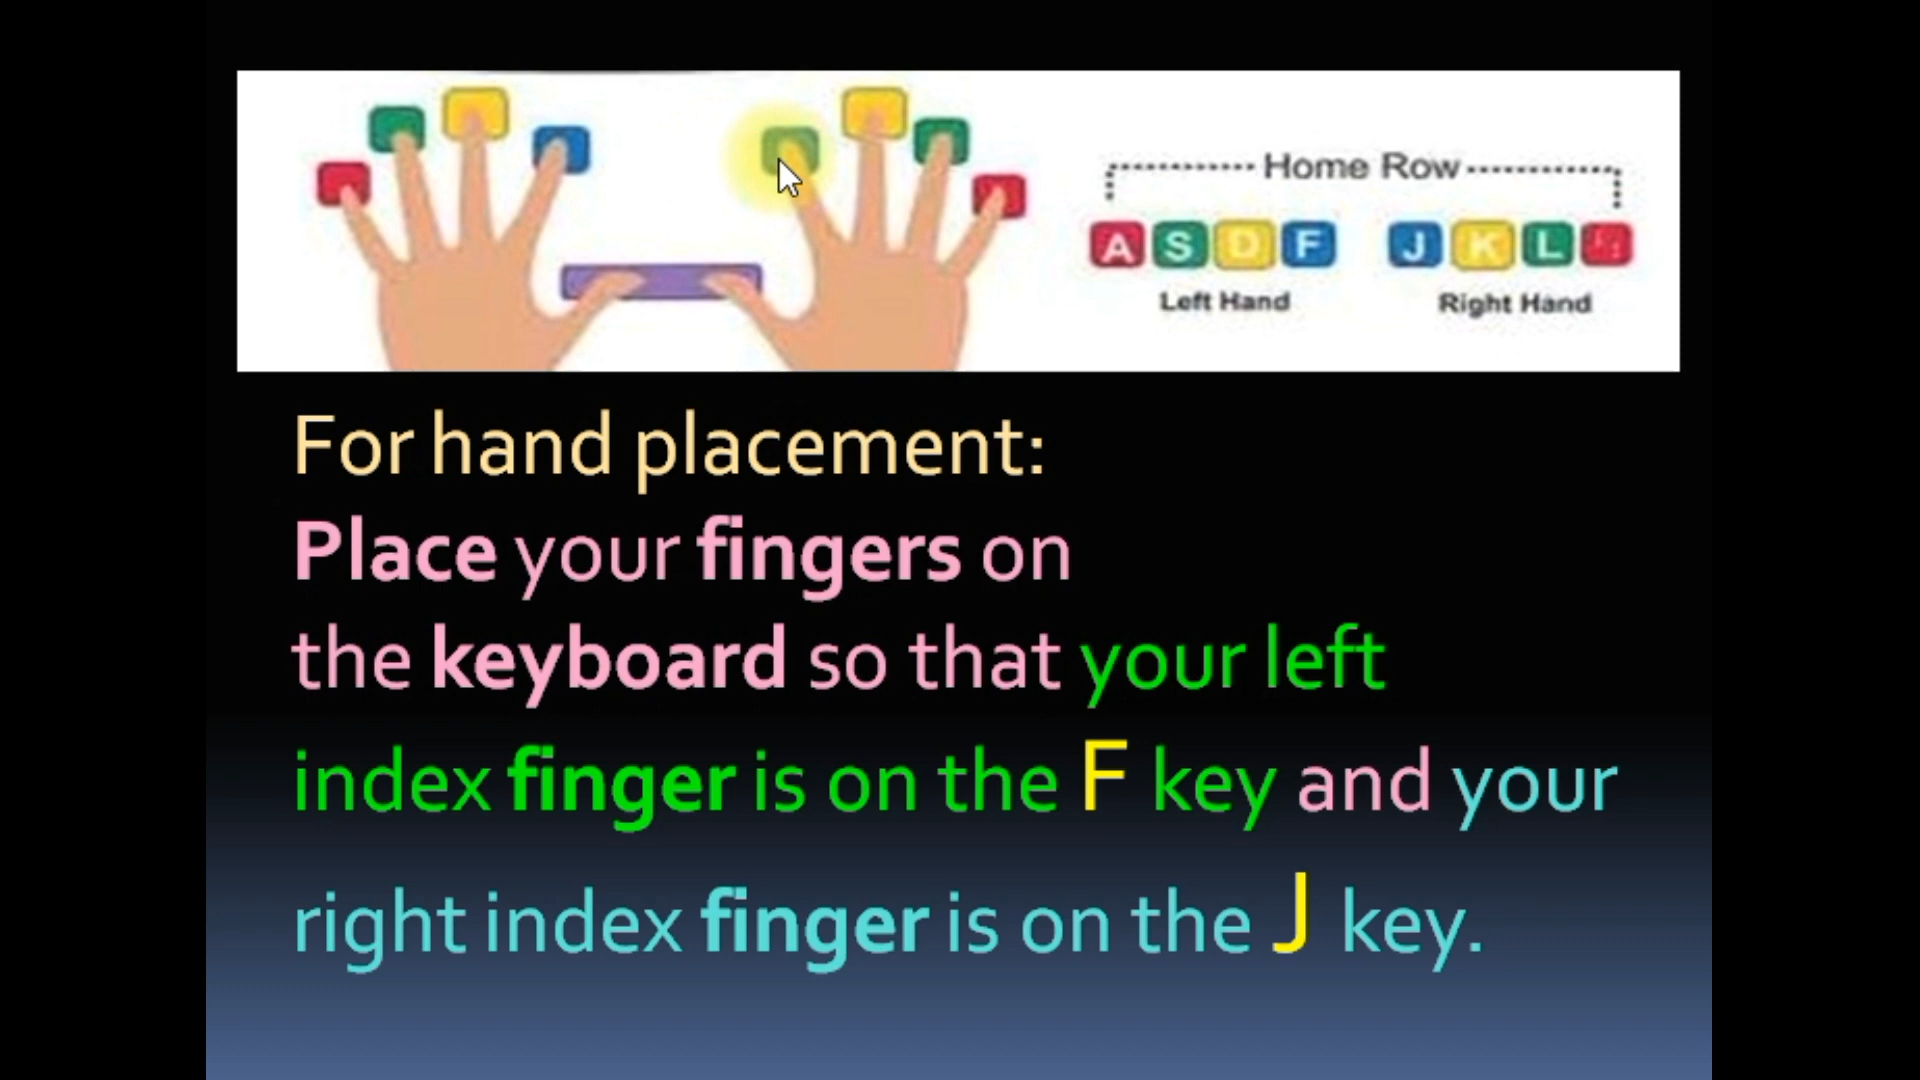 Home Row
A S D F J K L
Left Hand Right Hand
For hand placement:
Place your fingers on
the keyboard so that your left
index finger is on the F key and your
right index finger is on the J key.